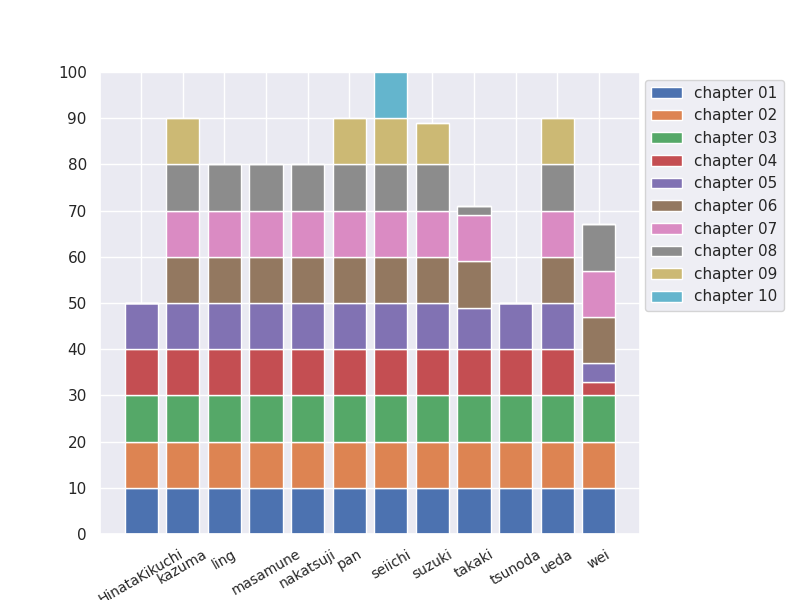 100
90
80
70
60
50
40
30
20
10
0
HinataKikuchi
kazuma
ling
masamune
nakatsuji
pan
seiichi
suzuki
takaki
tsunoda
ueda
wei
chapter 01
chapter 02
chapter 03
chapter 04
chapter 05
chapter 06
chapter 07
chapter 08
chapter 09
chapter 10